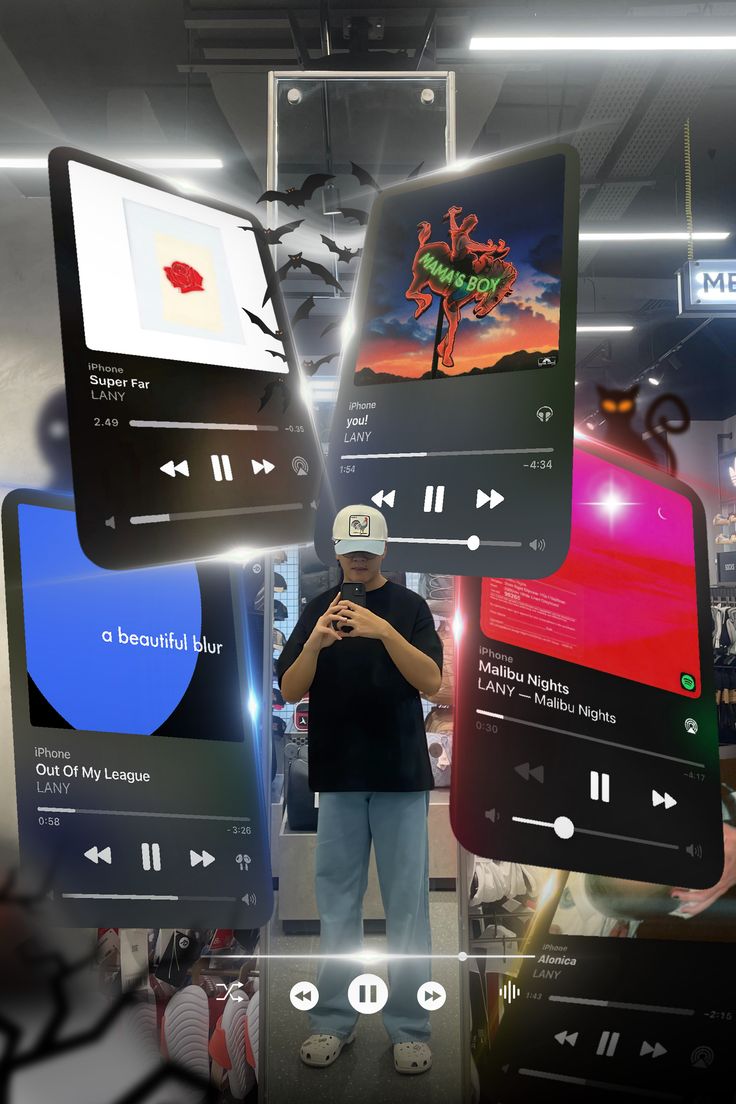 iPhone
Super Far
LANY
2.49
-0.35
MAMA'S BOY
iPhone
you!
LANY
1:54
-4:34
ME
a beautiful blur
iPhone
Out Of My League
LANY
0:58
-3:26
iPhone
Malibu Nights
LANY — Malibu Nights
0:30
-4:17
iPhone
Alonica
LANY
1:43
-2:15